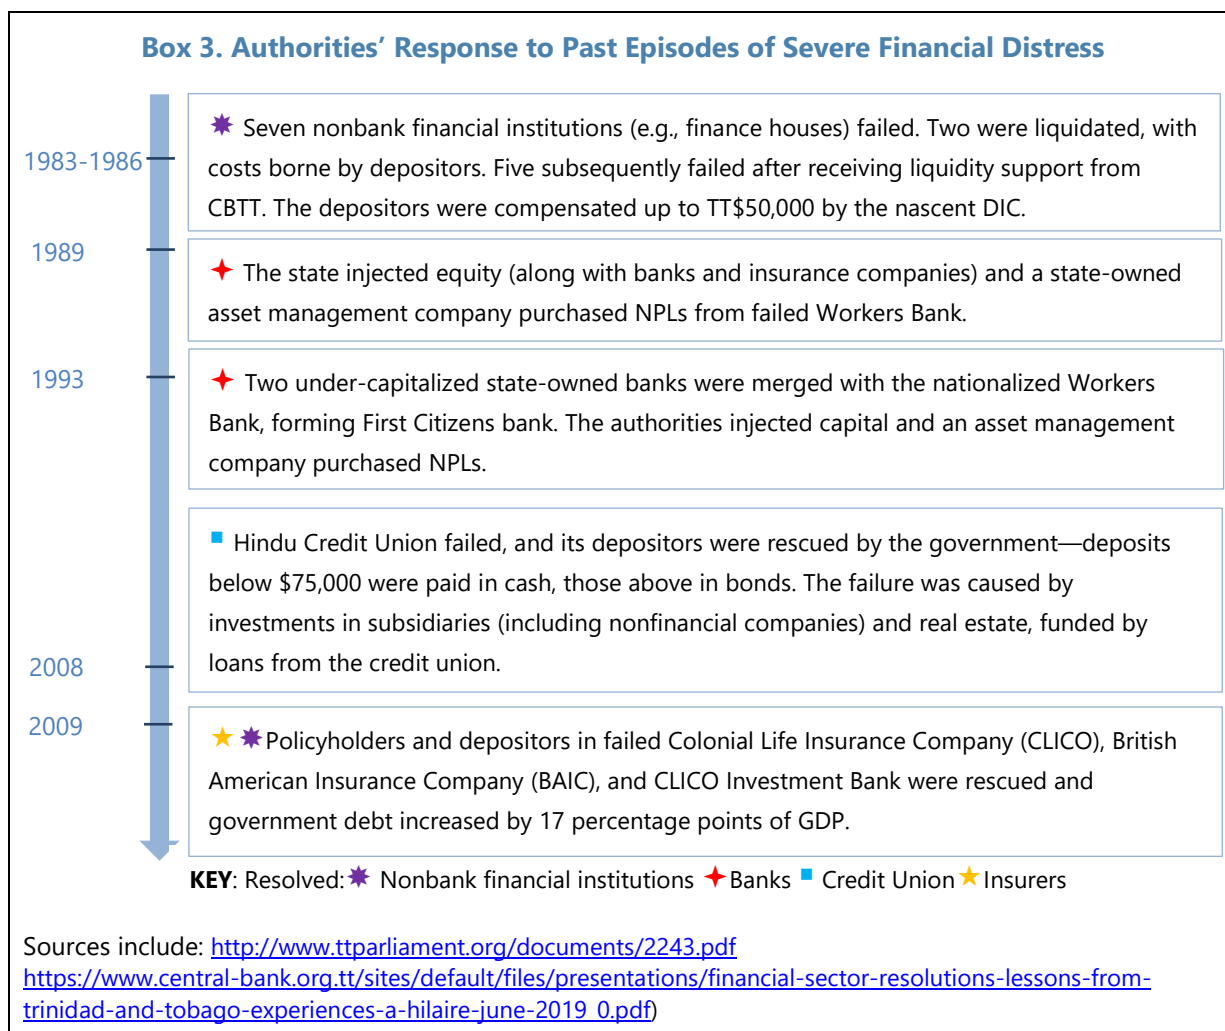 Box 3. Authorities’ Response to Past Episodes of Severe Financial Distress
1983-1986
Seven nonbank financial institutions (e.g., finance houses) failed. Two were liquidated, with
costs borne by depositors. Five subsequently failed after receiving liquidity support from
CBTT. The depositors were compensated up to TT$50,000 by the nascent DIC.
1989
The state injected equity (along with banks and insurance companies) and a state-owned
asset management company purchased NPLs from failed Workers Bank.
1993
Two under-capitalized state-owned banks were merged with the nationalized Workers
Bank, forming First Citizens bank. The authorities injected capital and an asset management
company purchased NPLs.
2008
Hindu Credit Union failed, and its depositors were rescued by the government—deposits
below $75,000 were paid in cash, those above in bonds. The failure was caused by
investments in subsidiaries (including nonfinancial companies) and real estate, funded by
loans from the credit union.
2009
Policyholders and depositors in failed Colonial Life Insurance Company (CLICO), British
American Insurance Company (BAIC), and CLICO Investment Bank were rescued and
government debt increased by 17 percentage points of GDP.
KEY: Resolved: Nonbank financial institutions Banks Credit Union Insurers
Sources include: http://www.ttparliament.org/documents/2243.pdf
https://www.central-bank.org.tt/sites/default/files/presentations/financial-sector-resolutions-lessons-from-
trinidad-and-tobago-experiences-a-hilaire-june-2019_0.pdf)